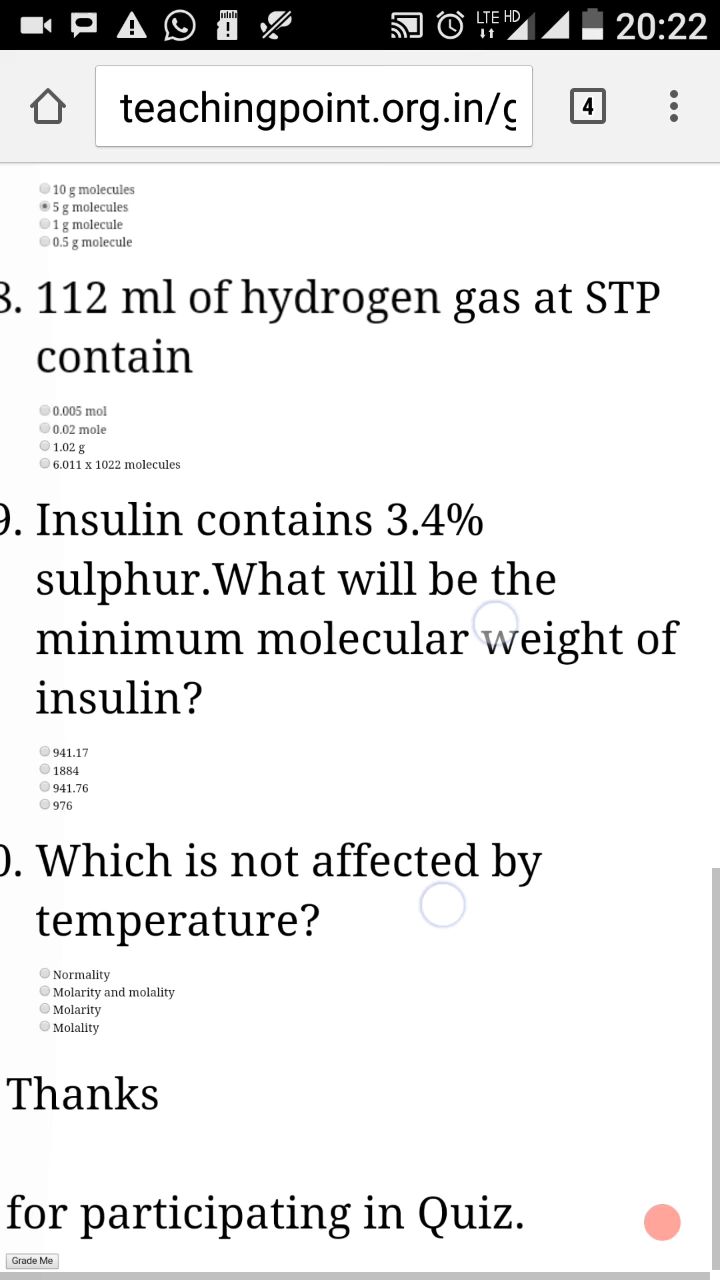 LTE HD
20:22
teachingpoint.org.in/g
4
10 g molecules
5 g molecules
1 g molecule
0.5 g molecule
8. 112 ml of hydrogen gas at STP
contain
0.005 mol
0.02 mole
1.02 g
6.011 x 1022 molecules
9. Insulin contains 3.4%
sulphur.What will be the
minimum molecular weight of
insulin?
941.17
1884
941.76
976
0. Which is not affected by
temperature?
Normality
Molarity and molality
Molarity
Molality
Thanks
for participating in Quiz.
Grade Me